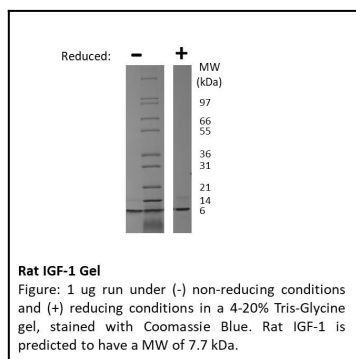 Reduced: - +
MW
(kDa)
97
66
55
36
31
21
14
6
Rat IGF-1 Gel
Figure: 1 ug run under (-) non-reducing conditions
and (+) reducing conditions in a 4-20% Tris-Glycine
gel, stained with Coomassie Blue. Rat IGF-1 is
predicted to have a MW of 7.7 kDa.